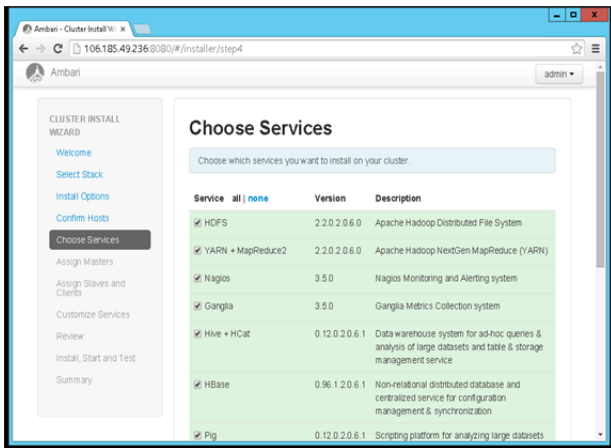 Ambari - Cluster Install Wi
106.185.49.236:8080/#/installer/step4
Ambari
admin
CLUSTER INSTALL
WIZARD
Welcome
Select Stack
Install Options
Confirm Hosts
Choose Services
Assign Masters
Assign Slaves and
Clients
Customize Services
Review
Install, Start and Test
Summary
Choose Services
Choose which services you want to install on your cluster.
Service all | none Version Description
HDFS 2.2.0.2.0.6.0 Apache Hadoop Distributed File System
YARN + MapReduce2 2.2.0.2.0.6.0 Apache Hadoop NextGen MapReduce (YARN)
Nagios 3.5.0 Nagios Monitoring and Alerting system
Ganglia 3.5.0 Ganglia Metrics Collection system
Hive + HCat 0.12.0.2.0.6.1 Data warehouse system for ad-hoc queries &
analysis of large datasets and table & storage
management service
HBase 0.96.1.2.0.6.1 Non-relational distributed database and
centralized service for configuration
management & synchronization
Pig 0.12.0.2.0.6.1 Scripting platform for analyzing large datasets